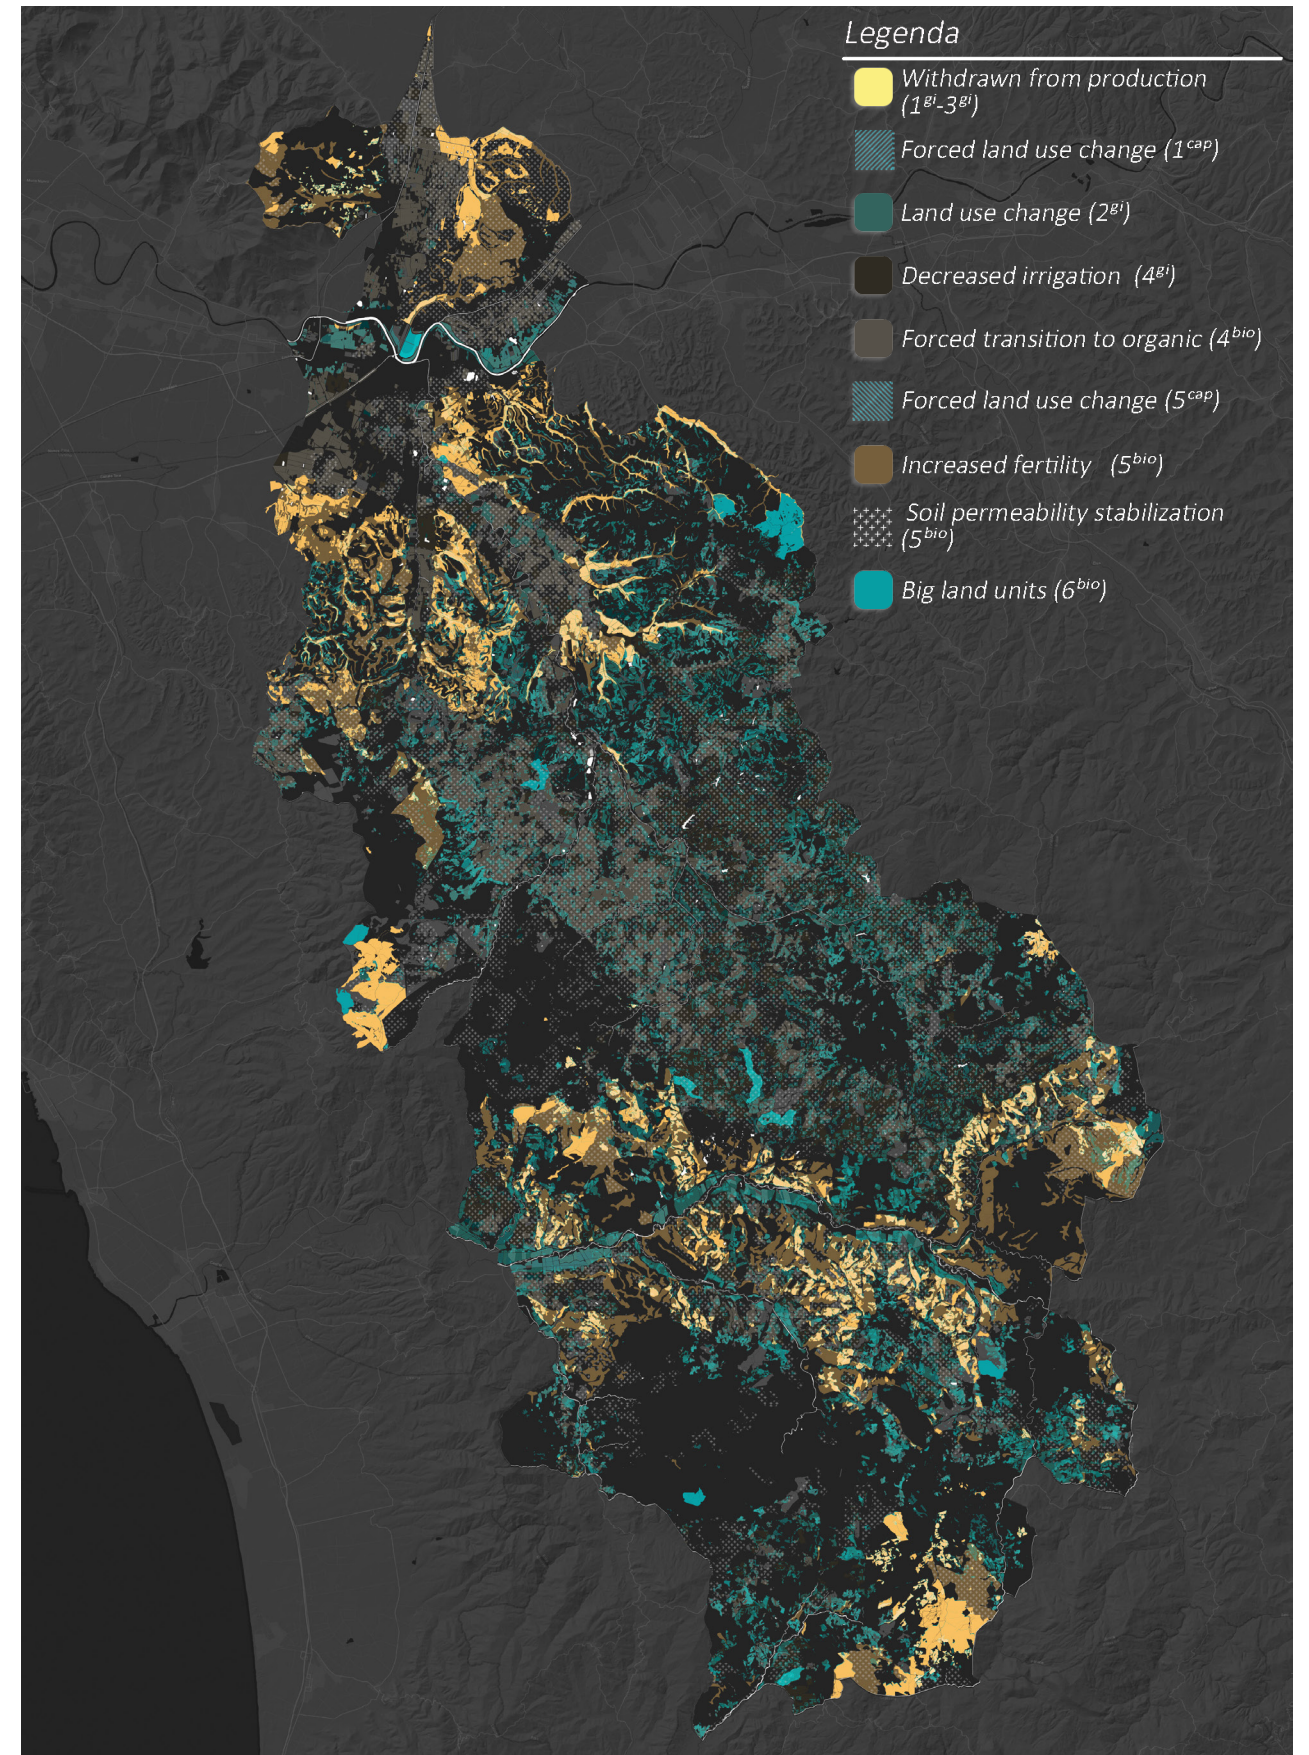 Legenda
Withdrawn from production
(1gi-3gi)
Forced land use change (1cap)
Land use change (2gi)
Decreased irrigation (4gi)
Forced transition to organic (4bio)
Forced land use change (5cap)
Increased fertility (5bio)
Soil permeability stabilization
(5bio)
Big land units (6bio)